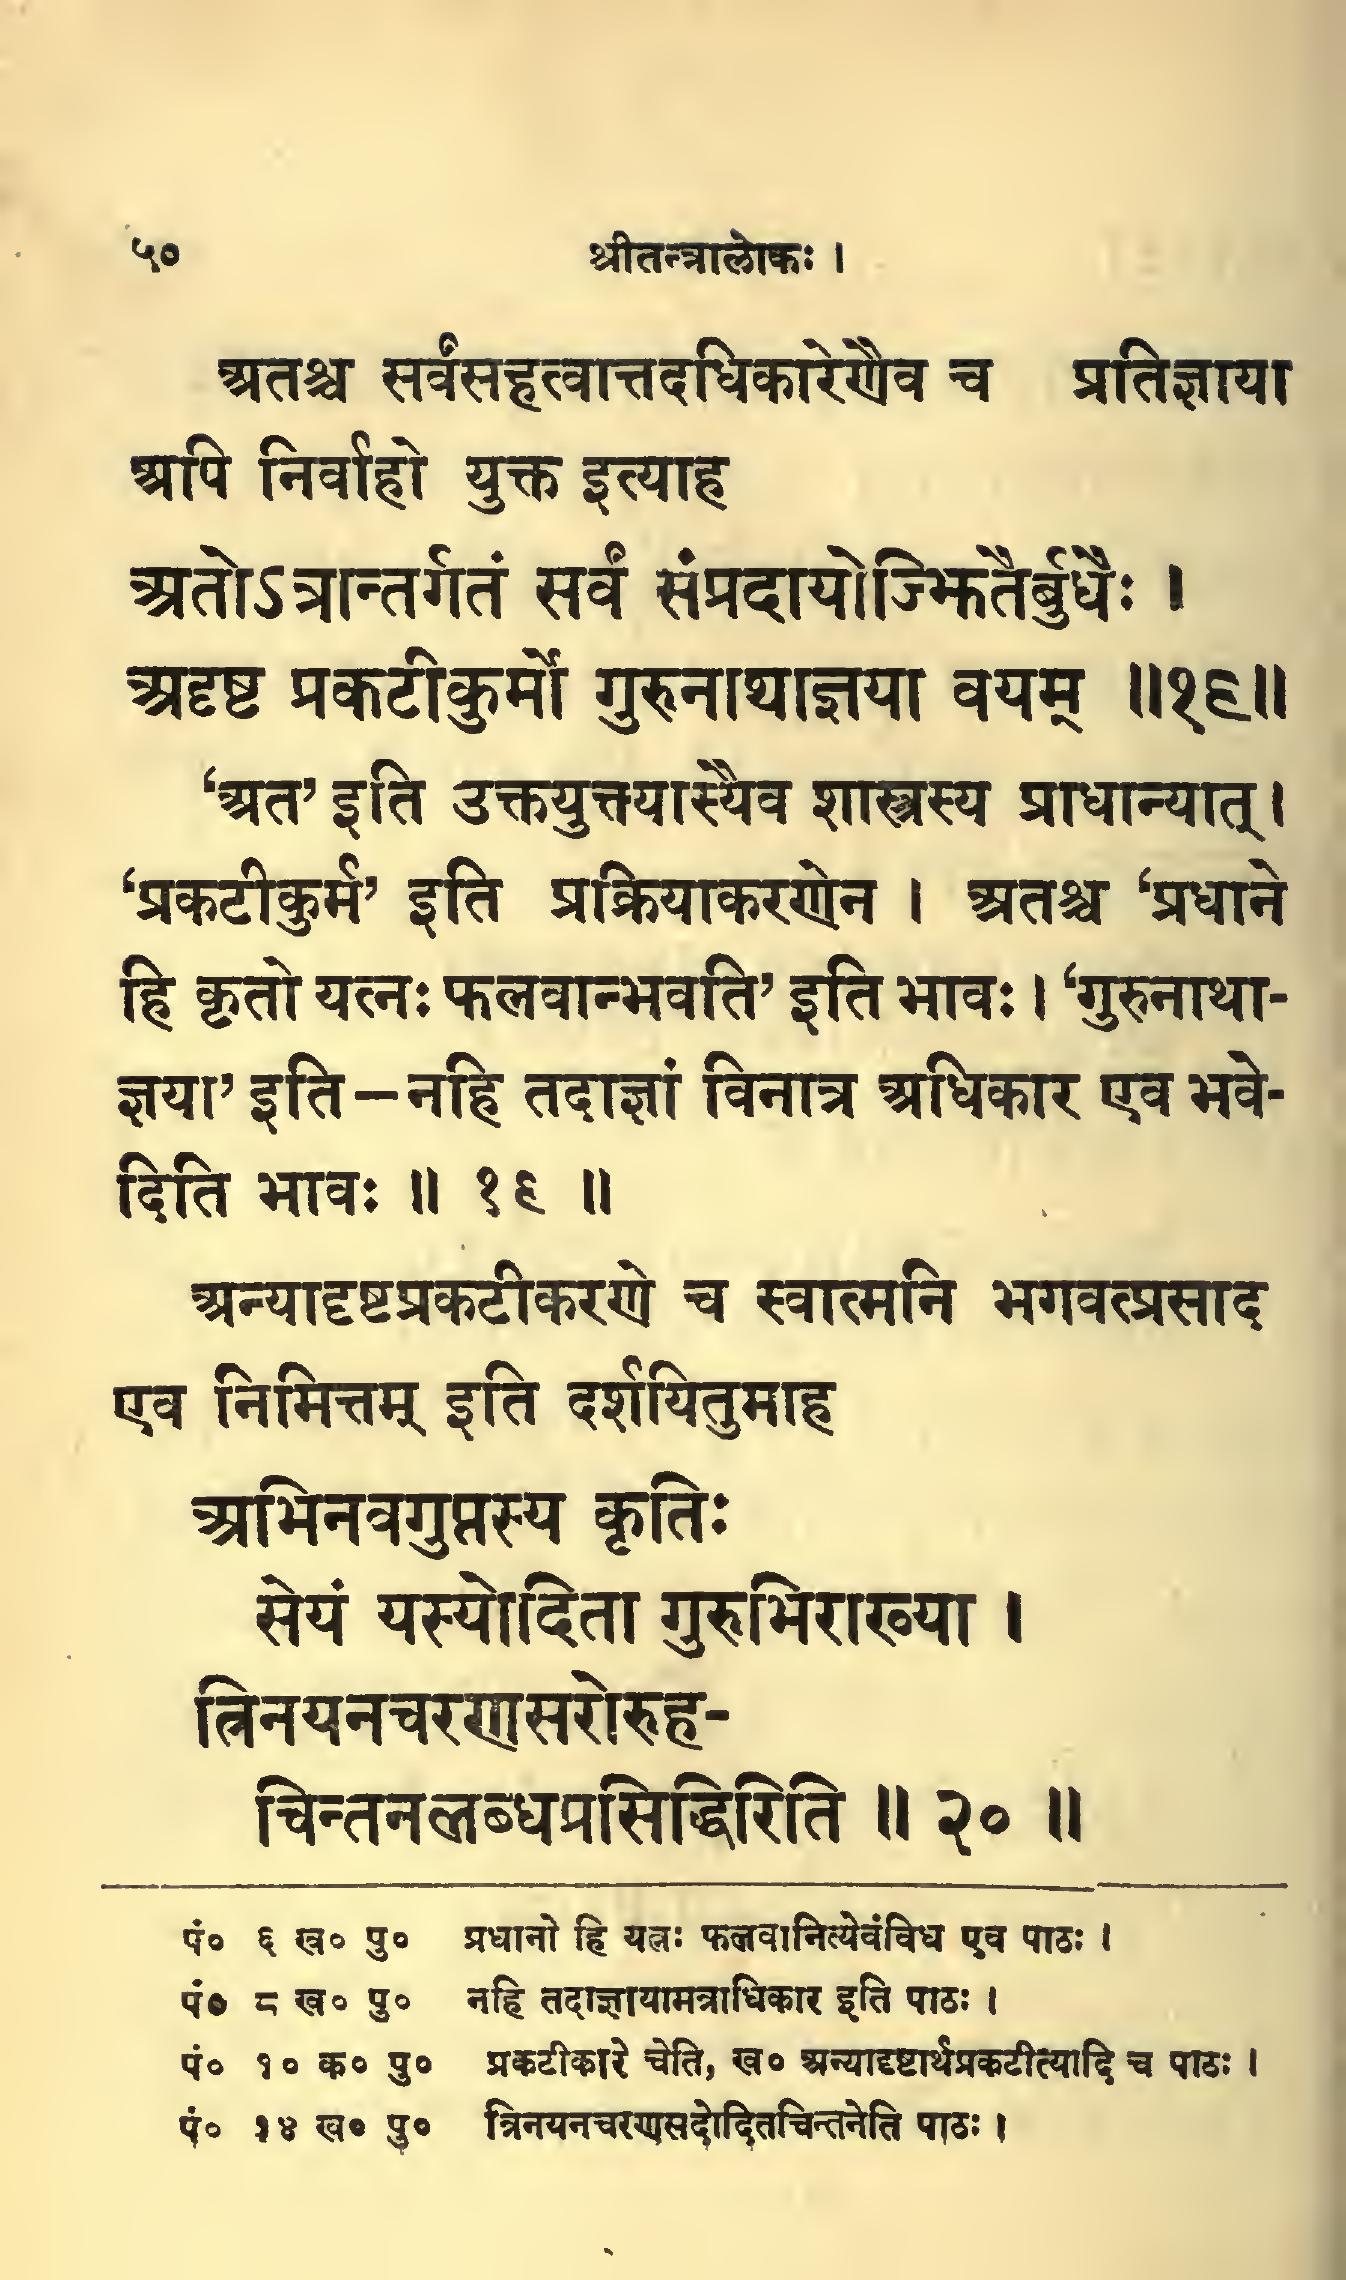 ५०
श्रीतन्त्रालोकः ।
अतश्च सर्वंसहत्वात्तदधिकारेणैव च प्रतिज्ञाया
अपि निर्वाहो युक्त इत्याह
अतोऽत्रान्तर्गतं सर्वं संप्रदायोज्झितैर्बुधैः ।
अदृष्ट प्रकटीकुर्मो गुरुनाथाज्ञया वयम् ॥१९॥
‘अत’ इति उक्तयुक्त्यास्यैव शास्त्रस्य प्राधान्यात् ।
‘प्रकटीकुर्म’ इति प्रक्रियाकरणेन । अतश्च ‘प्रधाने
हि कृतो यत्नः फलवान्भवति’ इति भावः । ‘गुरुनाथा-
ज्ञया’ इति—नहि तदाज्ञां विनात्र अधिकार एव भवे-
दिति भावः ॥ १९ ॥
अन्यादृष्टप्रकटीकरणे च स्वात्मनि भगवत्प्रसाद
एव निमित्तम् इति दर्शयितुमाह
अभिनवगुप्तस्य कृतिः
सेयं यस्योदिता गुरुभिराख्या ।
त्रिनयनचरणसरोरुह-
चिन्तनलब्धप्रसिद्धिरिति ॥ २० ॥
पं० ६ ख० पु० प्रधानो हि यत्नः फलवानित्येवंविध एव पाठः ।
पं० ८ ख० पु० नहि तदाज्ञायामत्राधिकार इति पाठः ।
पं० १० क० पु० प्रकटीकारे चेति, ख० अन्यादृष्टार्थप्रकटीत्यादि च पाठः ।
पं० १४ ख० पु० त्रिनयनचरणसदोदितचिन्तनेति पाठः ।